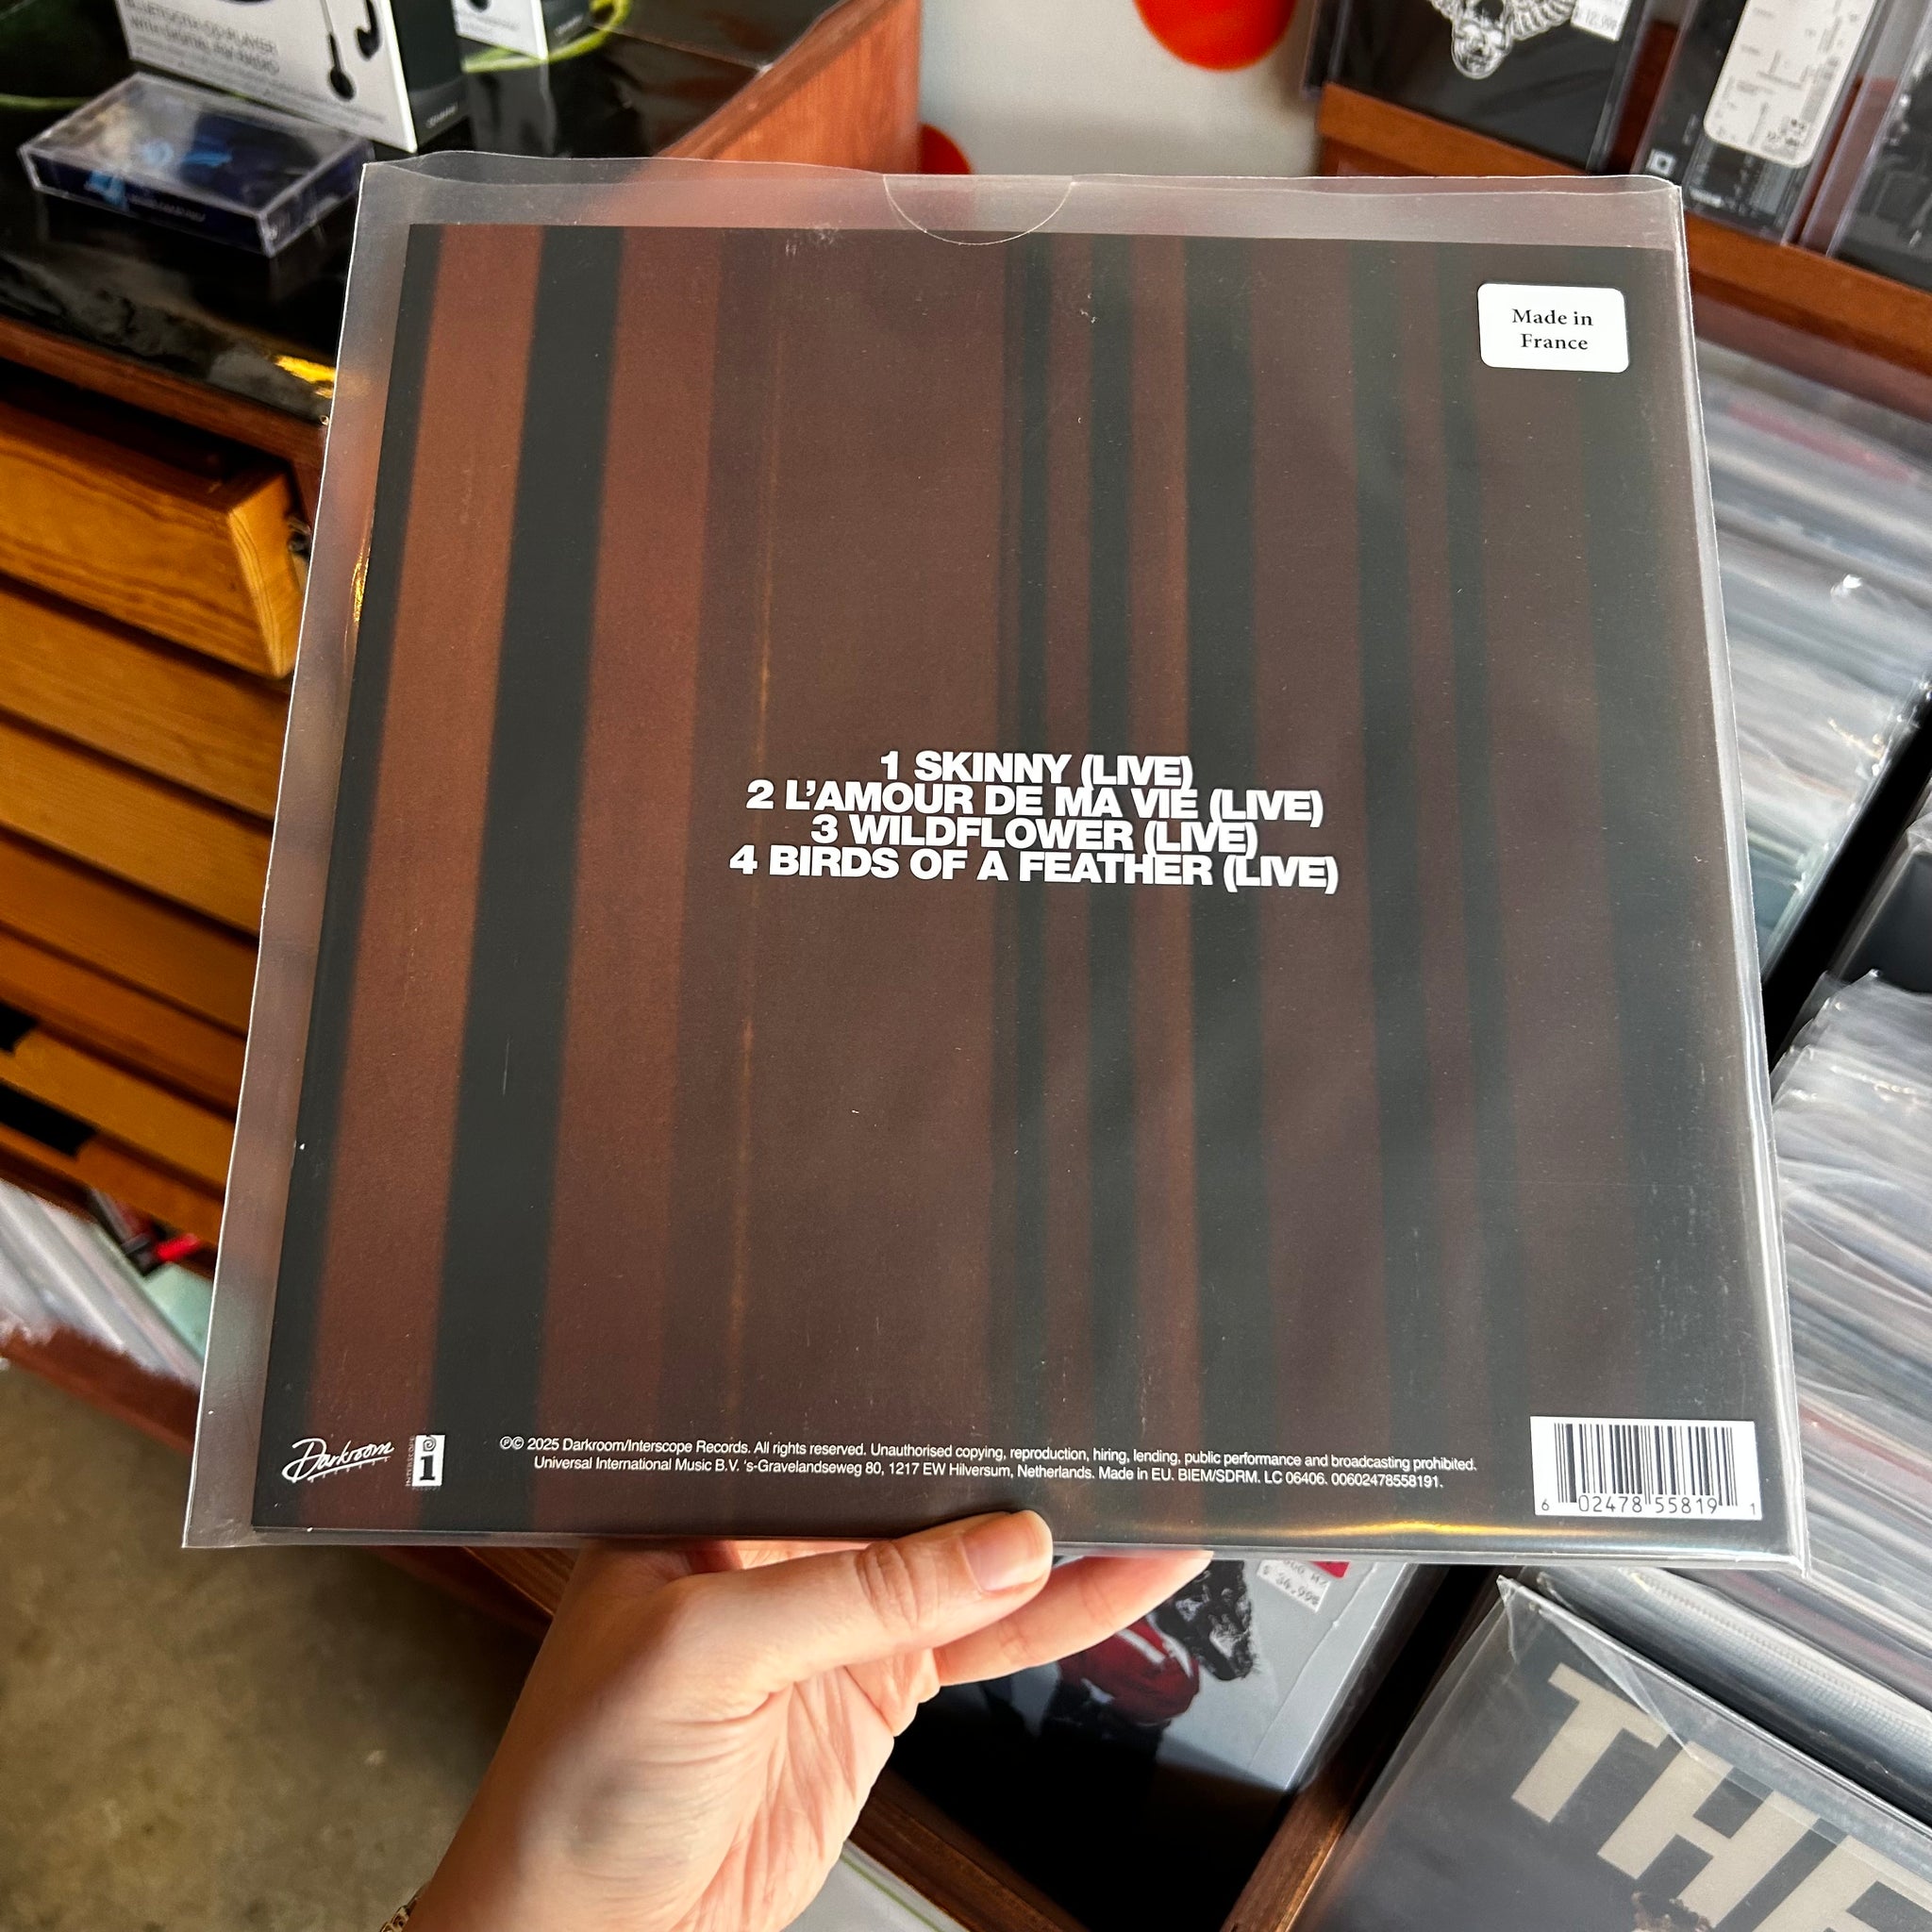 Made in
France
1 SKINNY (LIVE)
2 L'AMOUR DE MA VIE (LIVE)
3 WILDFLOWER (LIVE)
4 BIRDS OF A FEATHER (LIVE)
Darkroom
℗© 2025 Darkroom/Interscope Records. All rights reserved. Unauthorised copying, reproduction, hiring, lending, public performance and broadcasting prohibited.
Universal International Music B.V. 's-Gravelandseweg 80, 1217 EW Hilversum, Netherlands. Made in EU. BIEM/SDRM. LC 06406. 00602478558191.
6 02478 55819 1
THE